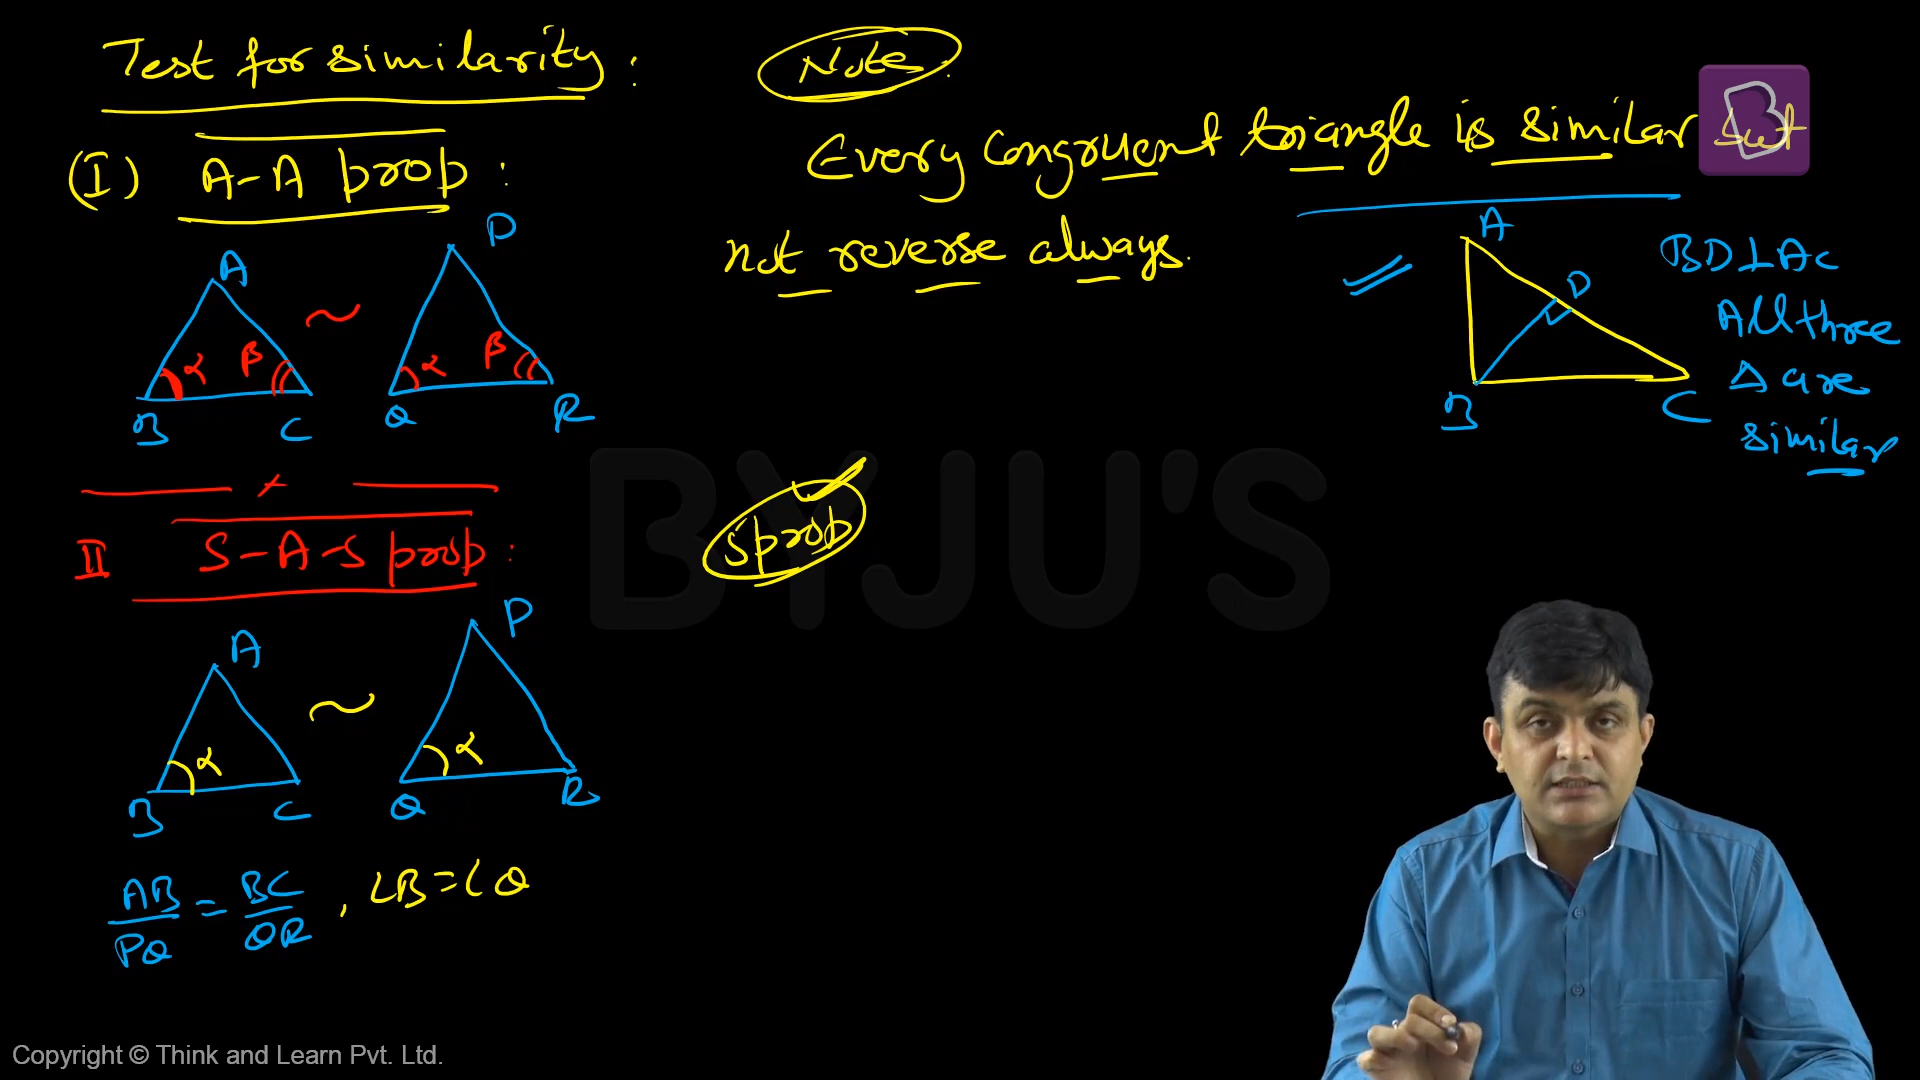 Test for similarity :
(I) A-A prop :
A
P
~
α β
α β
B C
Q R
II S-A-S prop :
A
P
~
α
α
B C
Q R
AB/PQ = BC/QR , ∠B = ∠Q
Note
Every congruent triangle is similar but
not reverse always.
A
D
B
C
BD⊥AC
All three
Δ are
similar
S prop
BYJU'S
Copyright © Think and Learn Pvt. Ltd.